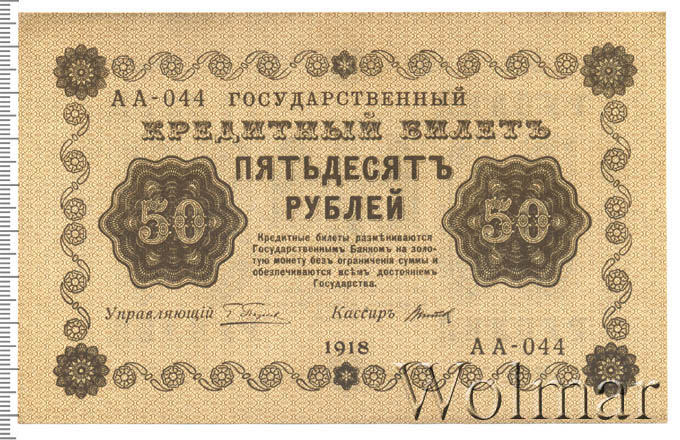 АА-044 ГОСУДАРСТВЕННЫЙ
КРЕДИТНЫЙ БИЛЕТЪ
ПЯТЬДЕСЯТЪ
РУБЛЕЙ
50
50
Кредитные билеты размѣниваются
Государственнымъ Банкомъ на золо-
тую монету безъ ограниченія суммы и
обезпечиваются всѣмъ достояніемъ
Государства.
Управляющій
Кассиръ
1918
АА-044
Wolmar